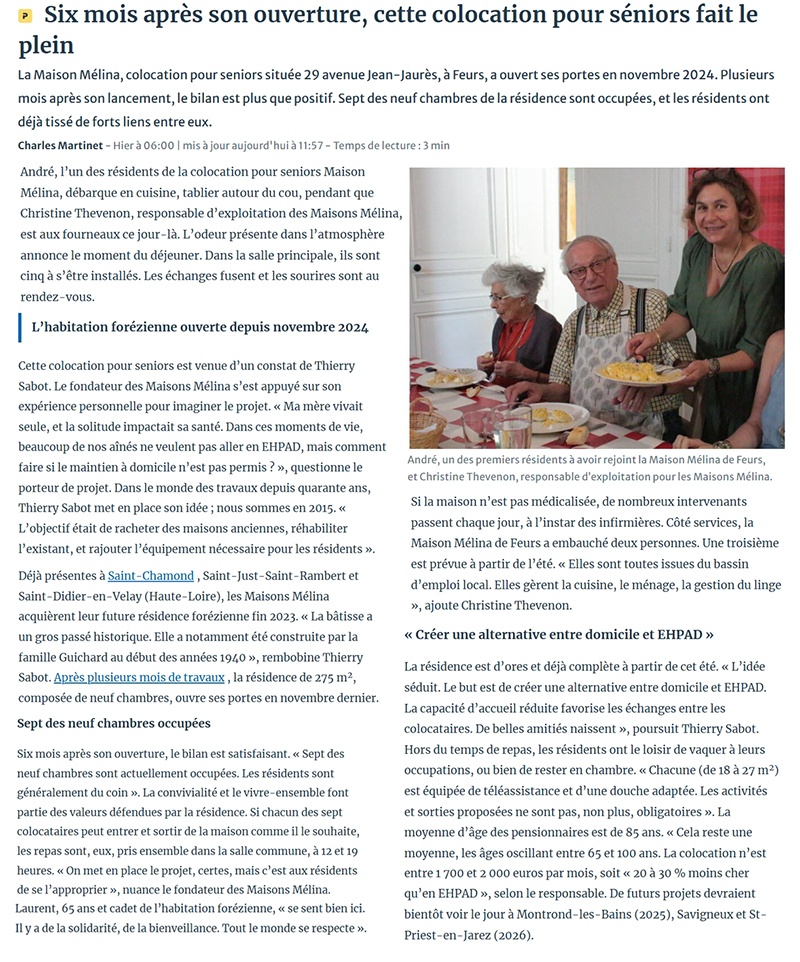 P Six mois après son ouverture, cette colocation pour séniors fait le
plein
La Maison Mélina, colocation pour seniors située 29 avenue Jean-Jaurès, à Feurs, a ouvert ses portes en novembre 2024. Plusieurs
mois après son lancement, le bilan est plus que positif. Sept des neuf chambres de la résidence sont occupées, et les résidents ont
déjà tissé de forts liens entre eux.
Charles Martinet - Hier à 06:00 | mis à jour aujourd'hui à 11:57 - Temps de lecture : 3 min
André, l'un des résidents de la colocation pour seniors Maison
Mélina, débarque en cuisine, tablier autour du cou, pendant que
Christine Thevenon, responsable d'exploitation des Maisons Mélina,
est aux fourneaux ce jour-là. L'odeur présente dans l'atmosphère
annonce le moment du déjeuner. Dans la salle principale, ils sont
cinq à s'être installés. Les échanges fusent et les sourires sont au
rendez-vous.
L'habitation forézienne ouverte depuis novembre 2024
Cette colocation pour seniors est venue d'un constat de Thierry
Sabot. Le fondateur des Maisons Mélina s'est appuyé sur son
expérience personnelle pour imaginer le projet. « Ma mère vivait
seule, et la solitude impactait sa santé. Dans ces moments de vie,
beaucoup de nos aînés ne veulent pas aller en EHPAD, mais comment
faire si le maintien à domicile n'est pas permis ? », questionne le
porteur de projet. Dans le monde des travaux depuis quarante ans,
Thierry Sabot met en place son idée ; nous sommes en 2015. «
L'objectif était de racheter des maisons anciennes, réhabiliter
l'existant, et rajouter l'équipement nécessaire pour les résidents ».
Déjà présentes à Saint-Chamond , Saint-Just-Saint-Rambert et
Saint-Didier-en-Velay (Haute-Loire), les Maisons Mélina
acquièrent leur future résidence forézienne fin 2023. « La bâtisse a
un gros passé historique. Elle a notamment été construite par la
famille Guichard au début des années 1940 », rembobine Thierry
Sabot. Après plusieurs mois de travaux , la résidence de 275 m²,
composée de neuf chambres, ouvre ses portes en novembre dernier.
Sept des neuf chambres occupées
Six mois après son ouverture, le bilan est satisfaisant. « Sept des
neuf chambres sont actuellement occupées. Les résidents sont
généralement du coin ». La convivialité et le vivre-ensemble font
partie des valeurs défendues par la résidence. Si chacun des sept
colocataires peut entrer et sortir de la maison comme il le souhaite,
les repas sont, eux, pris ensemble dans la salle commune, à 12 et 19
heures. « On met en place le projet, certes, mais c'est aux résidents
de se l'approprier », nuance le fondateur des Maisons Mélina.
Laurent, 65 ans et cadet de l'habitation forézienne, « se sent bien ici.
Il y a de la solidarité, de la bienveillance. Tout le monde se respecte ».
André, un des premiers résidents à avoir rejoint la Maison Mélina de Feurs,
et Christine Thevenon, responsable d'exploitation pour les Maisons Mélina.
Si la maison n'est pas médicalisée, de nombreux intervenants
passent chaque jour, à l'instar des infirmières. Côté services, la
Maison Mélina de Feurs a embauché deux personnes. Une troisième
est prévue à partir de l'été. « Elles sont toutes issues du bassin
d'emploi local. Elles gèrent la cuisine, le ménage, la gestion du linge
», ajoute Christine Thevenon.
« Créer une alternative entre domicile et EHPAD »
La résidence est d'ores et déjà complète à partir de cet été. « L'idée
séduit. Le but est de créer une alternative entre domicile et EHPAD.
La capacité d'accueil réduite favorise les échanges entre les
colocataires. De belles amitiés naissent », poursuit Thierry Sabot.
Hors du temps de repas, les résidents ont le loisir de vaquer à leurs
occupations, ou bien de rester en chambre. « Chacune (de 18 à 27 m²)
est équipée de téléassistance et d'une douche adaptée. Les activités
et sorties proposées ne sont pas, non plus, obligatoires ». La
moyenne d'âge des pensionnaires est de 85 ans. « Cela reste une
moyenne, les âges oscillant entre 65 et 100 ans. La colocation n'est
entre 1 700 et 2 000 euros par mois, soit « 20 à 30 % moins cher
qu'en EHPAD », selon le responsable. De futurs projets devraient
bientôt voir le jour à Montrond-les-Bains (2025), Savigneux et St-
Priest-en-Jarez (2026).